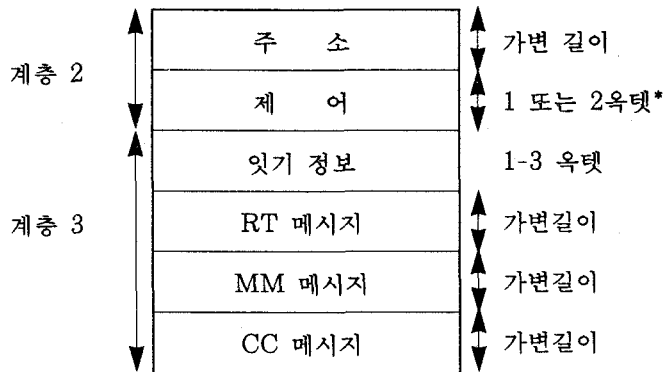 주 소 가변 길이
계층 2
제 어 1 또는 2옥텟*
잇기 정보 1-3 옥텟
계층 3 RT 메시지 가변길이
MM 메시지 가변길이
CC 메시지 가변길이